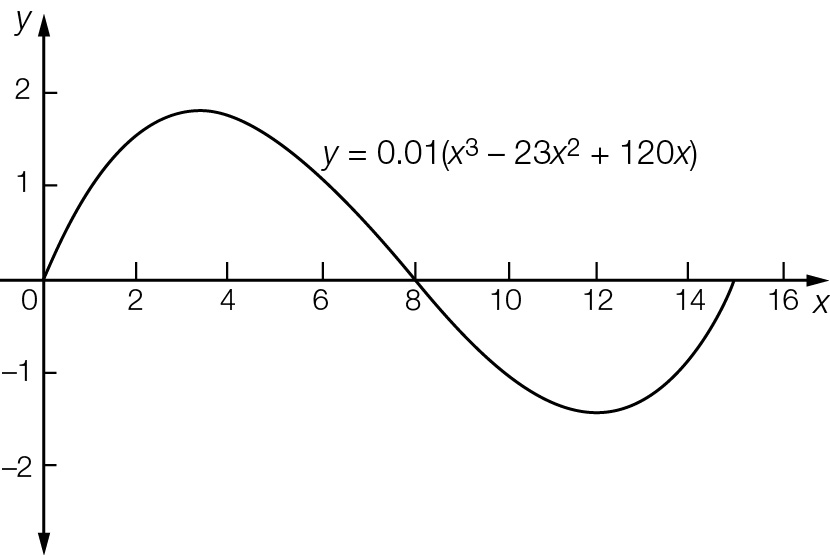 y
2
y = 0.01(x³ – 23x² + 120x)
1
0 2 4 6 8 10 12 14 16 x
–1
–2